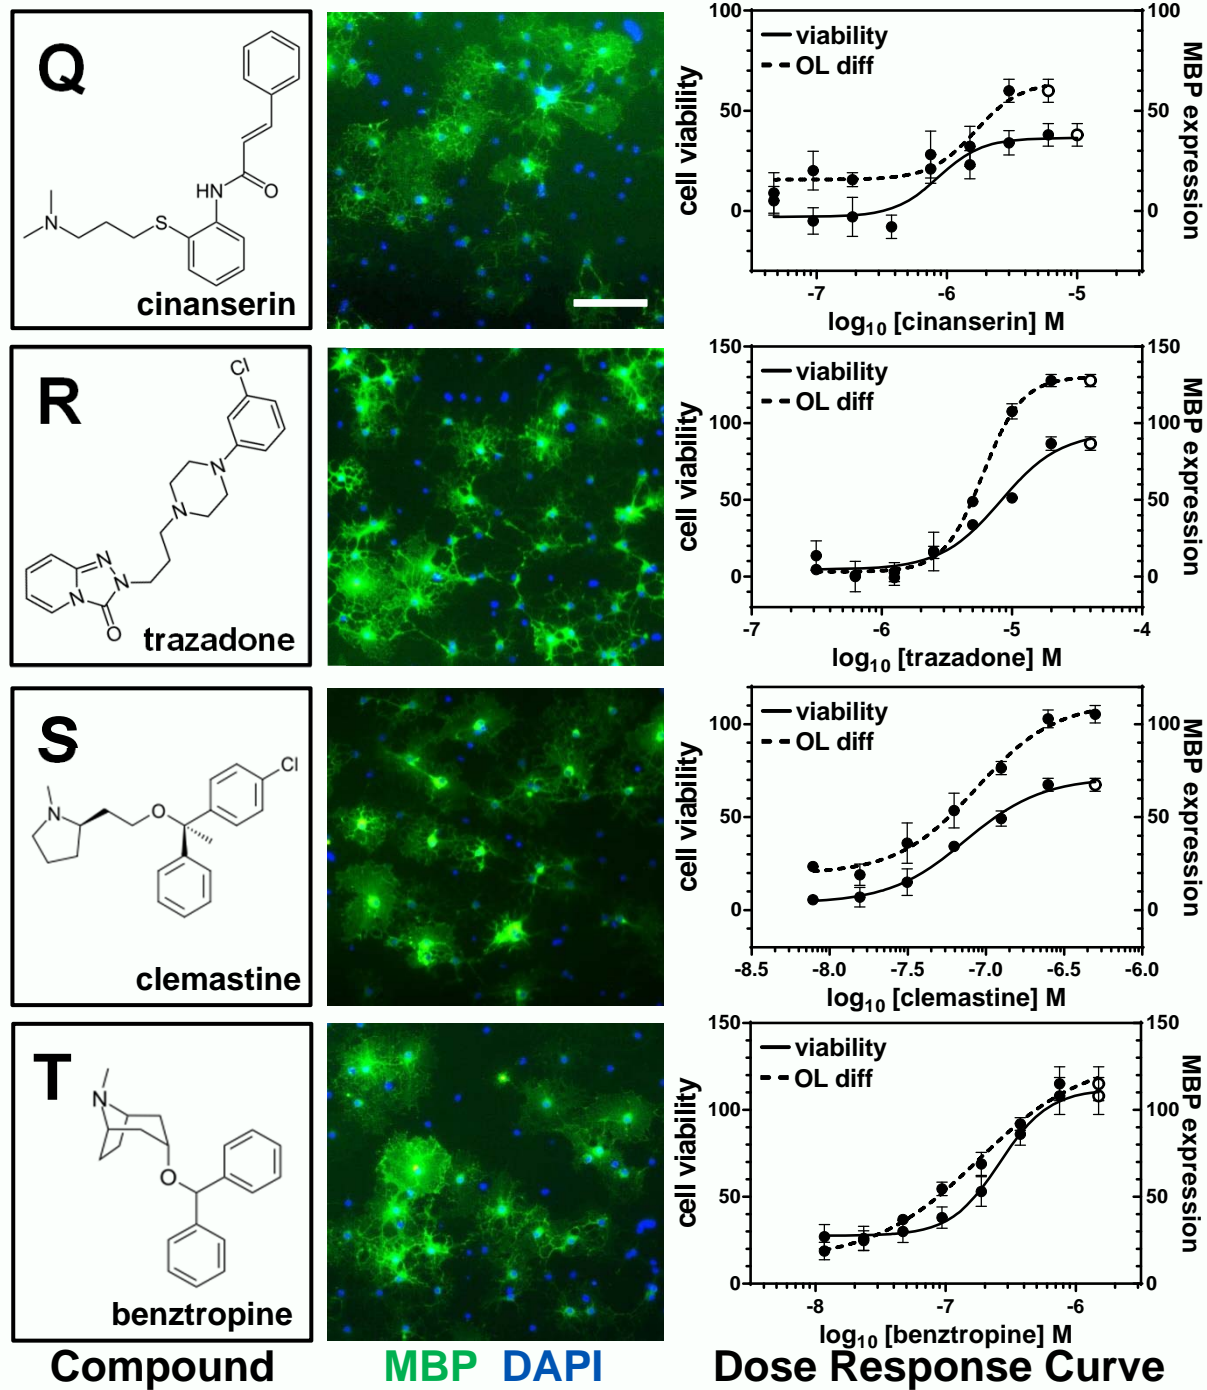 Q
HN
O
N
S
cinanserin
100
50
0
cell viability
viability
OL diff
100
50
0
MBP expression
-7 -6 -5
log10 [cinanserin] M
R
Cl
N
N
N
N
N
O
trazadone
150
100
50
0
cell viability
viability
OL diff
150
100
50
0
MBP expression
-7 -6 -5 -4
log10 [trazadone] M
S
Cl
N
O
clemastine
100
50
0
cell viability
viability
OL diff
100
50
0
MBP expression
-8.5 -8.0 -7.5 -7.0 -6.5 -6.0
log10 [clemastine] M
T
N
O
benztropine
150
100
50
0
cell viability
viability
OL diff
150
100
50
0
MBP expression
-8 -7 -6
log10 [benztropine] M
Compound MBP DAPI Dose Response Curve